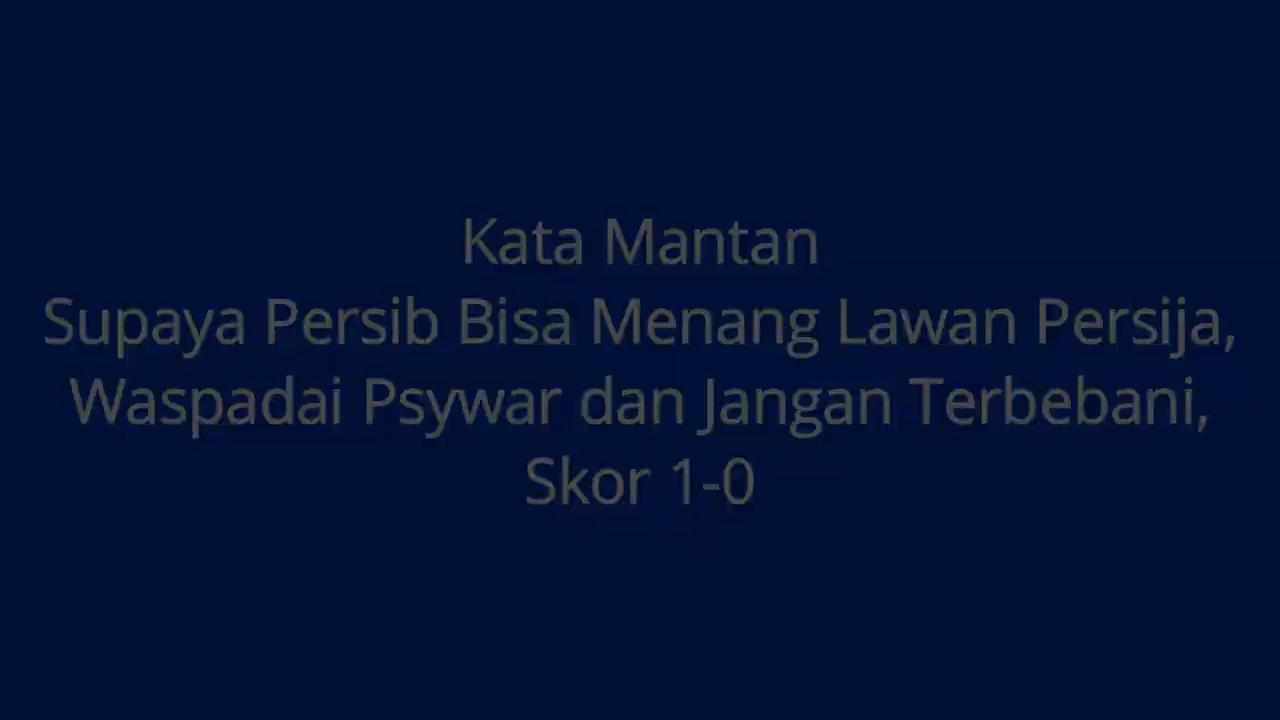 Kata Mantan
Supaya Persib Bisa Menang Lawan Persija,
Waspadai Psywar dan Jangan Terbebani,
Skor 1-0